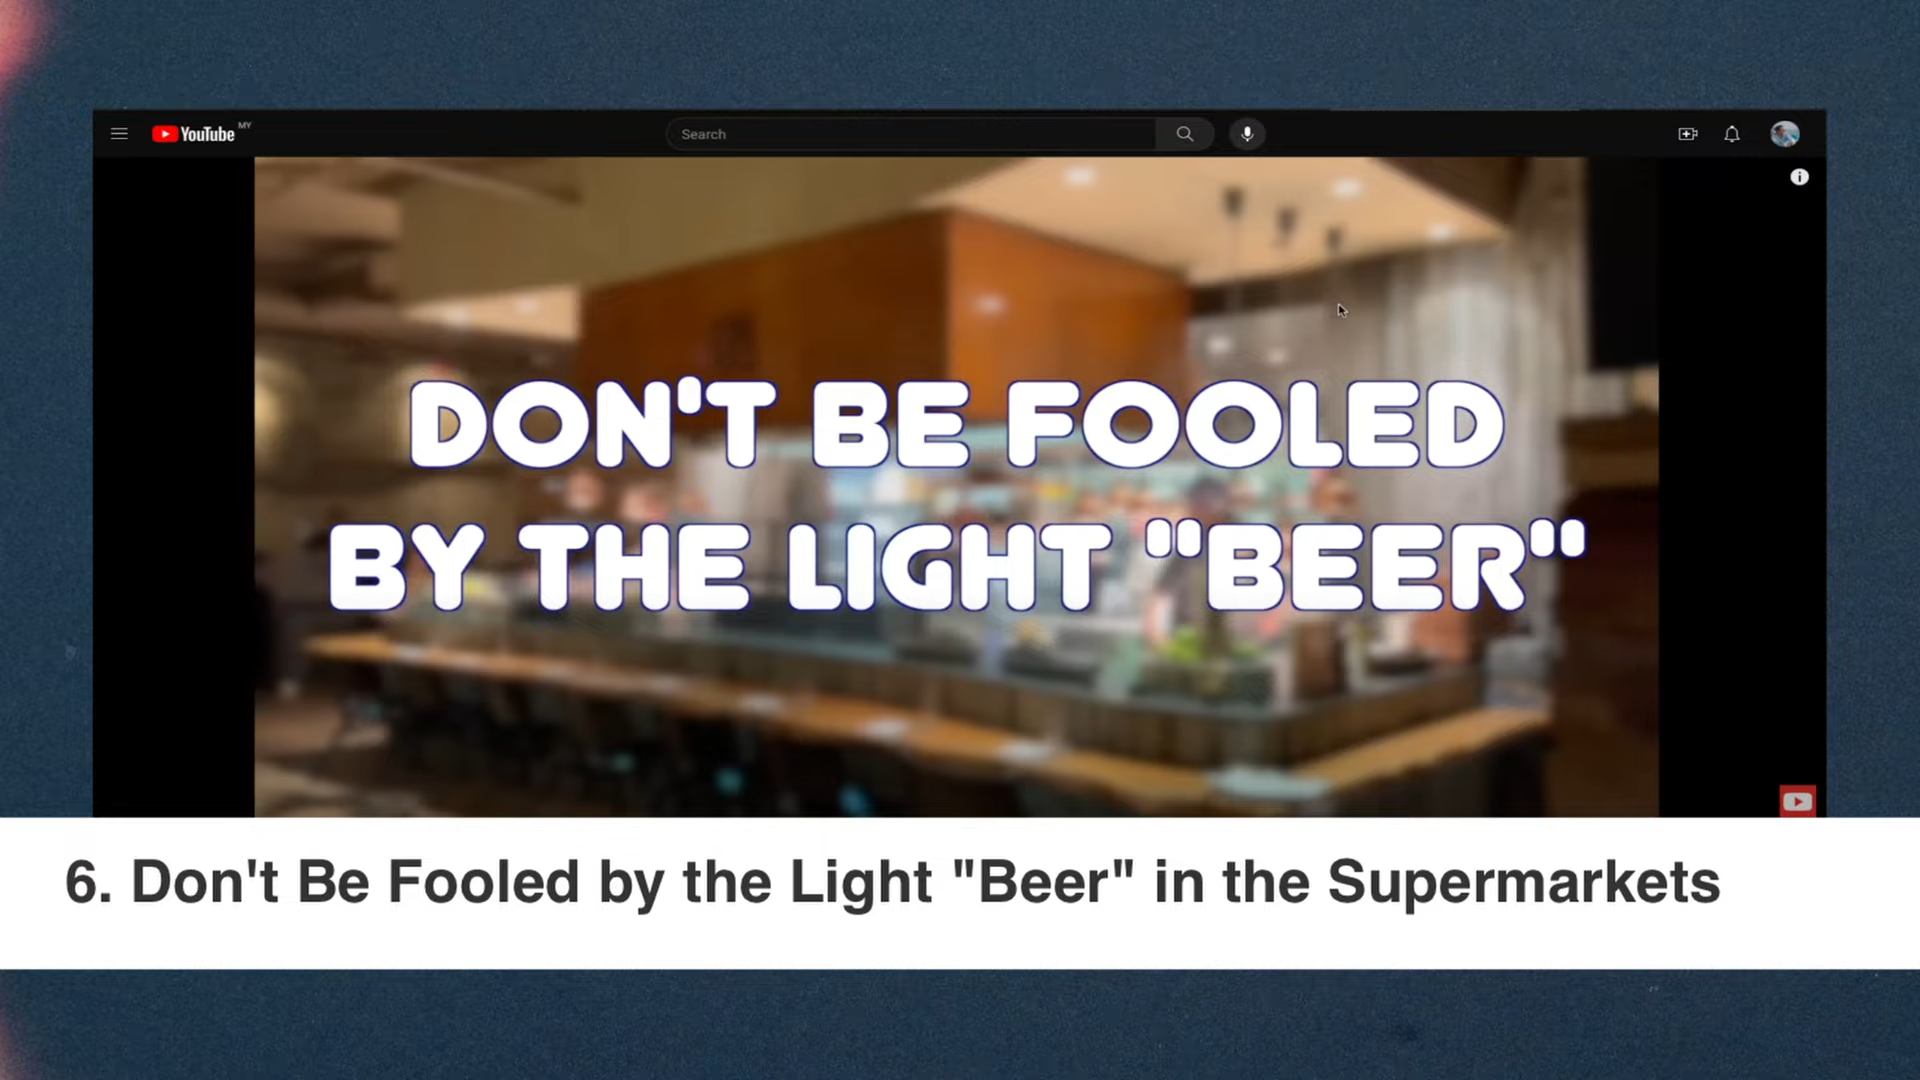 YouTube MY
Search
DON'T BE FOOLED
BY THE LIGHT "BEER"
6. Don't Be Fooled by the Light "Beer" in the Supermarkets